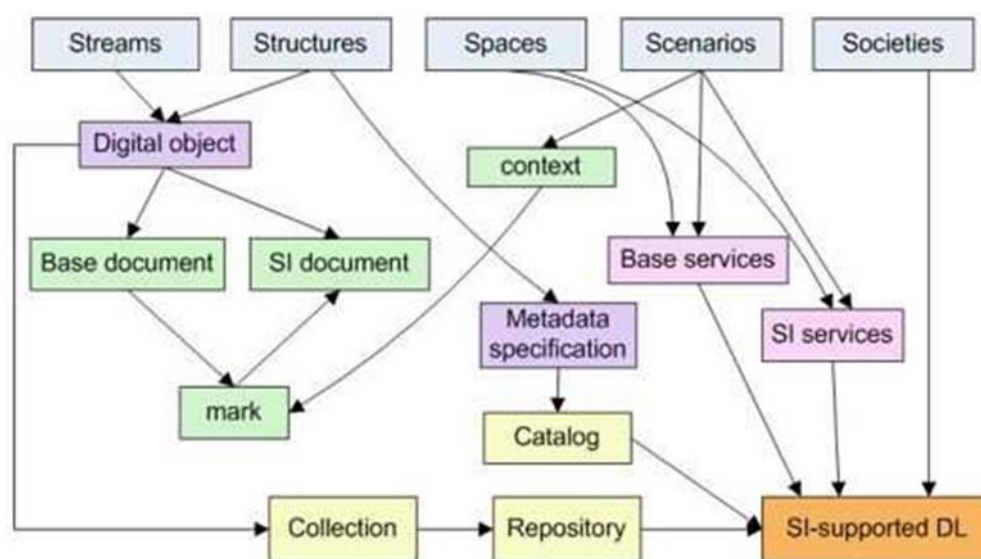 Streams
Structures
Spaces
Scenarios
Societies
Digital object
context
Base document
SI document
Base services
Metadata
specification
SI services
mark
Catalog
Collection
Repository
SI-supported DL